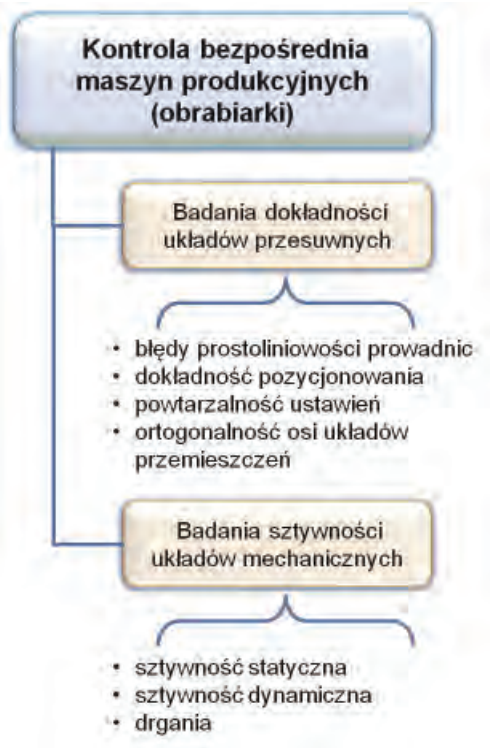 Kontrola bezpośrednia
maszyn produkcyjnych
(obrabiarki)
Badania dokładności
układów przesuwnych
• błędy prostoliniowości prowadnic
• dokładność pozycjonowania
• powtarzalność ustawień
• ortogonalność osi układów
przemieszczeń
Badania sztywności
układów mechanicznych
• sztywność statyczna
• sztywność dynamiczna
• drgania